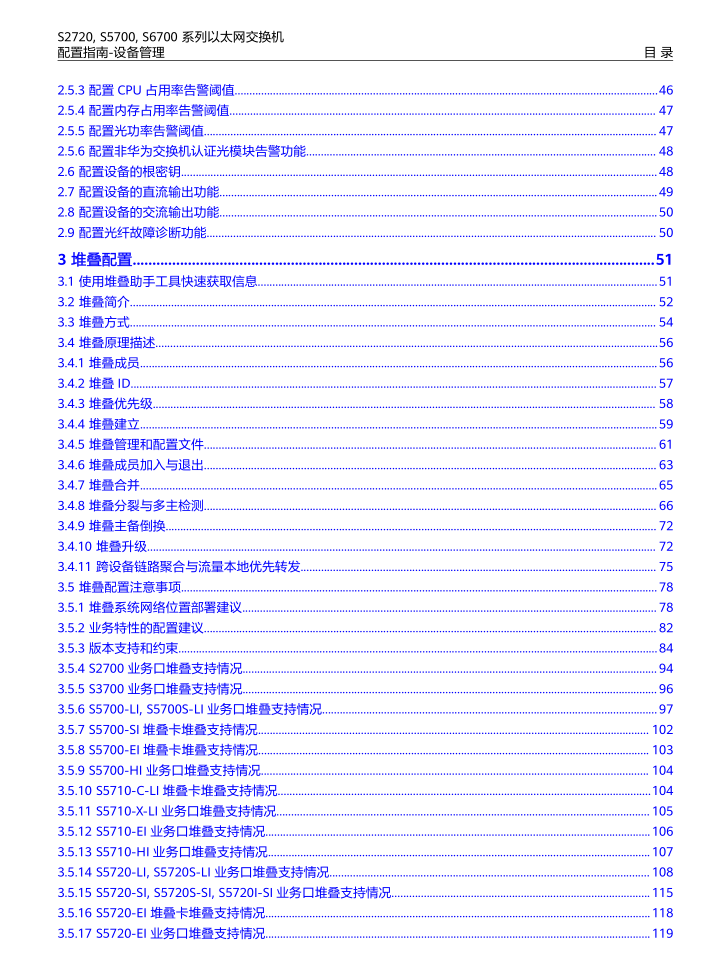 S2720, S5700, S6700 系列以太网交换机
配置指南-设备管理 目 录
2.5.3 配置 CPU 占用率告警阈值........46
2.5.4 配置内存占用率告警阈值........47
2.5.5 配置光功率告警阈值........47
2.5.6 配置非华为交换机认证光模块告警功能........48
2.6 配置设备的根密钥........48
2.7 配置设备的直流输出功能........49
2.8 配置设备的交流输出功能........50
2.9 配置光纤故障诊断功能........50
3 堆叠配置........51
3.1 使用堆叠助手工具快速获取信息........51
3.2 堆叠简介........52
3.3 堆叠方式........54
3.4 堆叠原理描述........56
3.4.1 堆叠成员........56
3.4.2 堆叠 ID........57
3.4.3 堆叠优先级........58
3.4.4 堆叠建立........59
3.4.5 堆叠管理和配置文件........61
3.4.6 堆叠成员加入与退出........63
3.4.7 堆叠合并........65
3.4.8 堆叠分裂与多主检测........66
3.4.9 堆叠主备倒换........72
3.4.10 堆叠升级........72
3.4.11 跨设备链路聚合与流量本地优先转发........75
3.5 堆叠配置注意事项........78
3.5.1 堆叠系统网络位置部署建议........78
3.5.2 业务特性的配置建议........82
3.5.3 版本支持和约束........84
3.5.4 S2700 业务口堆叠支持情况........94
3.5.5 S3700 业务口堆叠支持情况........96
3.5.6 S5700-LI, S5700S-LI 业务口堆叠支持情况........97
3.5.7 S5700-SI 堆叠卡堆叠支持情况........102
3.5.8 S5700-EI 堆叠卡堆叠支持情况........103
3.5.9 S5700-HI 业务口堆叠支持情况........104
3.5.10 S5710-C-LI 堆叠卡堆叠支持情况........104
3.5.11 S5710-X-LI 业务口堆叠支持情况........105
3.5.12 S5710-EI 业务口堆叠支持情况........106
3.5.13 S5710-HI 业务口堆叠支持情况........107
3.5.14 S5720-LI, S5720S-LI 业务口堆叠支持情况........108
3.5.15 S5720-SI, S5720S-SI, S5720I-SI 业务口堆叠支持情况........115
3.5.16 S5720-EI 堆叠卡堆叠支持情况........118
3.5.17 S5720-EI 业务口堆叠支持情况........119